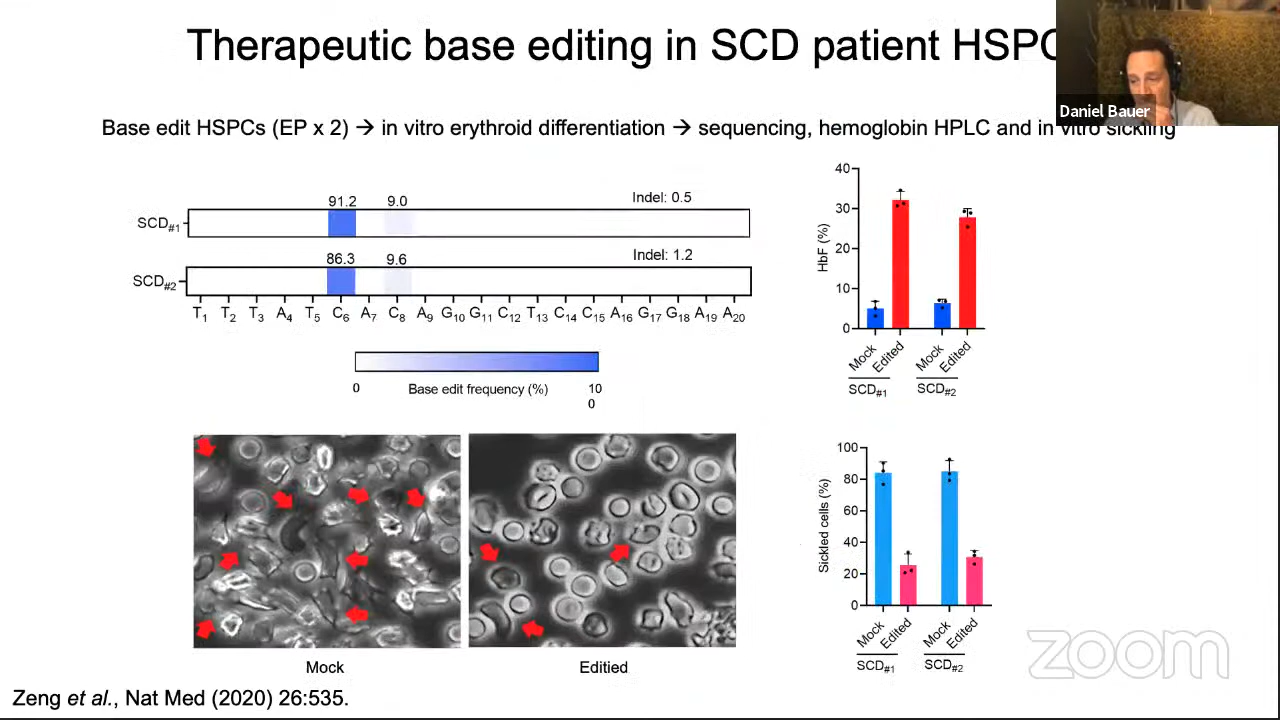 Therapeutic base editing in SCD patient HSPC
Daniel Bauer
Base edit HSPCs (EP x 2) → in vitro erythroid differentiation → sequencing, hemoglobin HPLC and in vitro sickling
91.2 9.0 Indel: 0.5
SCD#1
86.3 9.6 Indel: 1.2
SCD#2
T1 T2 T3 A4 T5 C6 A7 C8 A9 G10 G11 C12 T13 C14 C15 A16 G17 G18 A19 A20
0 Base edit frequency (%) 10
0
40
30
20
10
0
HbF (%)
Mock Edited Mock Edited
SCD#1 SCD#2
Mock
Editied
100
80
60
40
20
0
Sickled cells (%)
Mock Edited Mock Edited
SCD#1 SCD#2
zoom
Zeng et al., Nat Med (2020) 26:535.